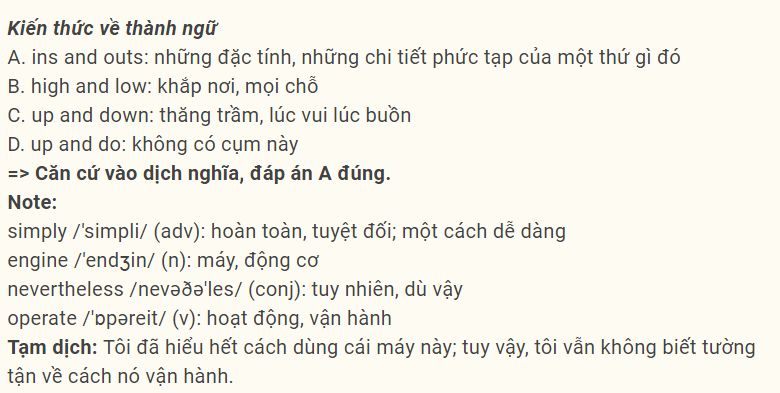 Kiến thức về thành ngữ
A. ins and outs: những đặc tính, những chi tiết phức tạp của một thứ gì đó
B. high and low: khắp nơi, mọi chỗ
C. up and down: thăng trầm, lúc vui lúc buồn
D. up and do: không có cụm này
=> Căn cứ vào dịch nghĩa, đáp án A đúng.
Note:
simply /'simpli/ (adv): hoàn toàn, tuyệt đối; một cách dễ dàng
engine /'endʒin/ (n): máy, động cơ
nevertheless /nevəðə'les/ (conj): tuy nhiên, dù vậy
operate /'ɒpəreit/ (v): hoạt động, vận hành
Tạm dịch: Tôi đã hiểu hết cách dùng cái máy này; tuy vậy, tôi vẫn không biết tường
tận về cách nó vận hành.